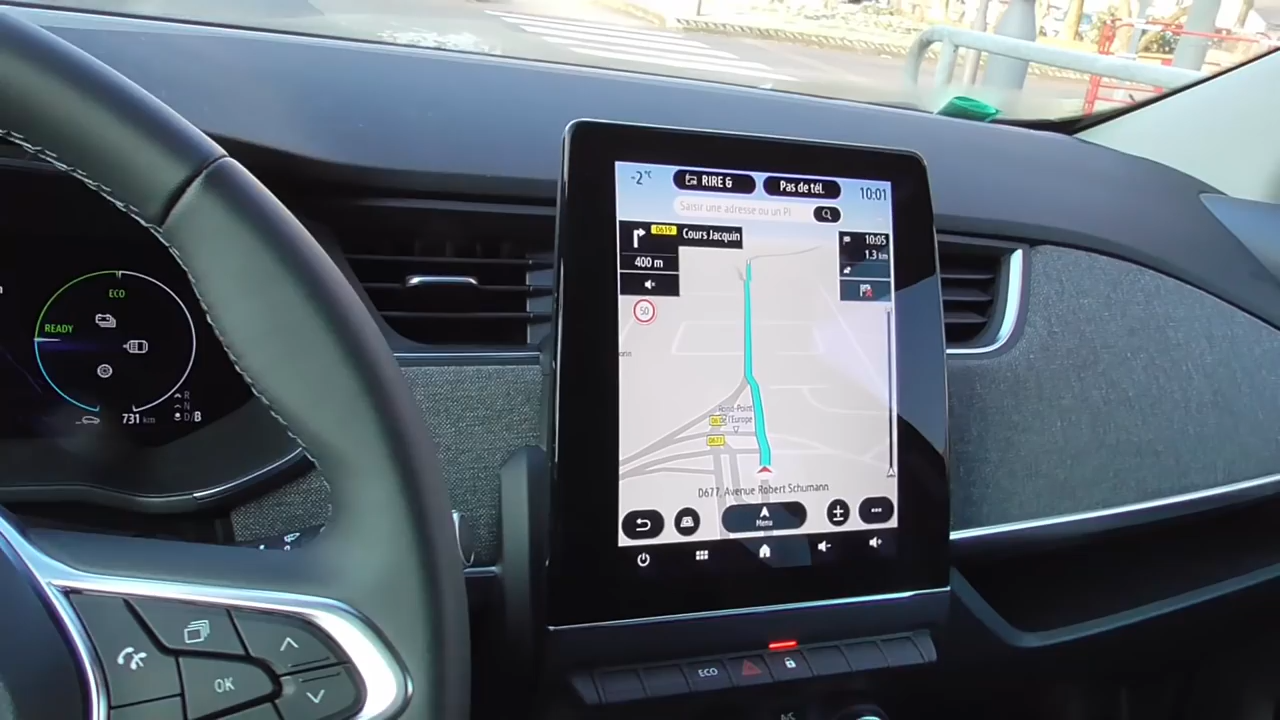 -2°C
RIRE &
Pas de tél.
10:01
Saisir une adresse ou un PI
D619
Cours Jacquin
400 m
10:05
1.3 km
50
ECO
READY
731 km
R
N
D/B
Rond-Point
de l'Europe
D677
D677, Avenue Robert Schumann
Menu
ECO
OK
A/C